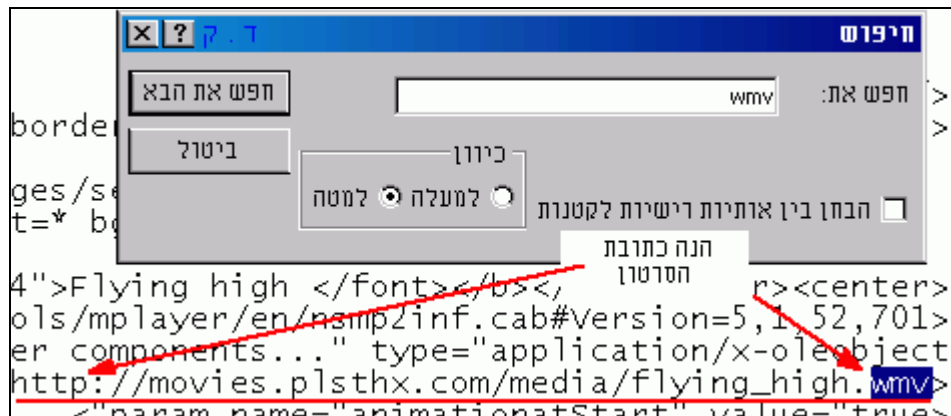 חיפוש
ד . ק
חפש את:
wmv
חפש את הבא
ביטול
כיוון
למעלה
למטה
הבחן בין אותיות רישיות לקטנות
border
>
>
ges/se
t=* bg
הנה כתובת
הסרטון
4">Flying high </font></b></ r><center>
ols/mplayer/en/nsmp2inf.cab#Version=5,1,52,701>
er components..." type="application/x-oleobject
http://movies.plsthx.com/media/flying_high.wmv>
<"param name="animationatStart" value="true